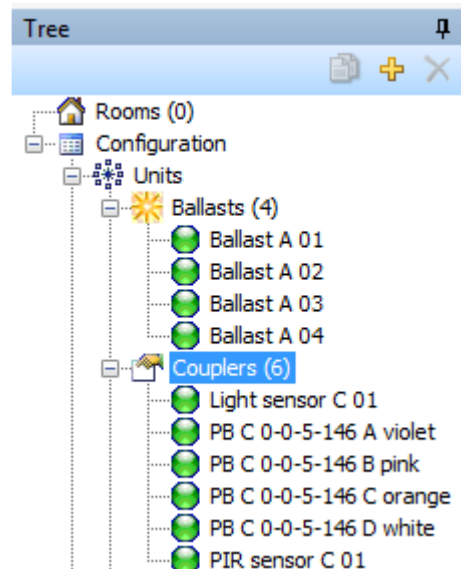 Tree
Rooms (0)
Configuration
Units
Ballasts (4)
Ballast A 01
Ballast A 02
Ballast A 03
Ballast A 04
Couplers (6)
Light sensor C 01
PB C 0-0-5-146 A violet
PB C 0-0-5-146 B pink
PB C 0-0-5-146 C orange
PB C 0-0-5-146 D white
PIR sensor C 01